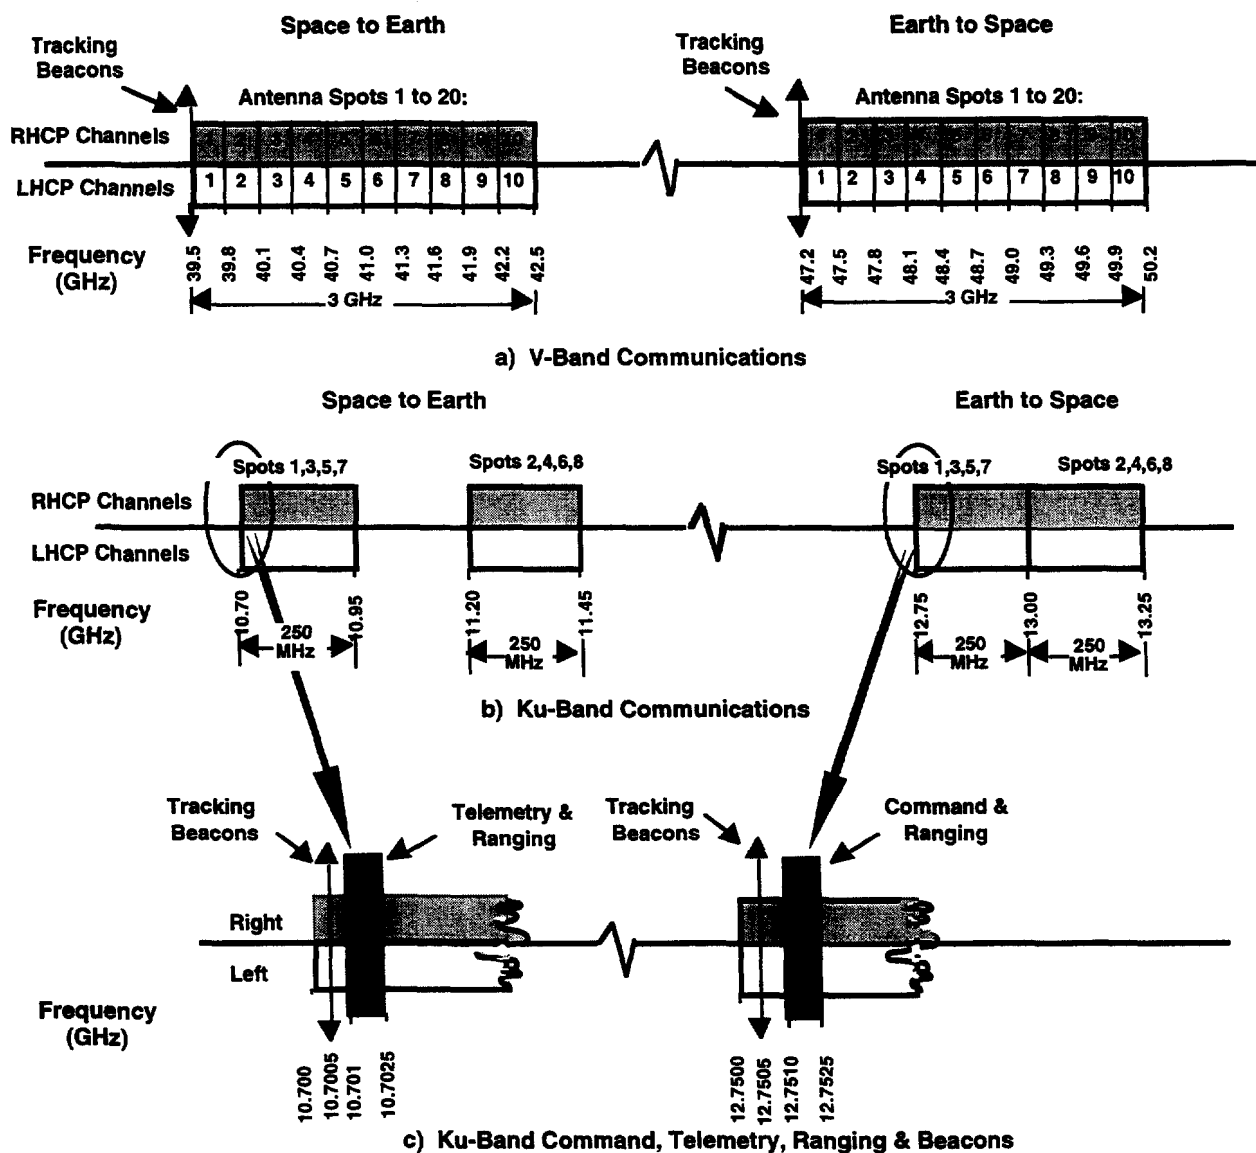 Space to Earth
Earth to Space
Tracking
Beacons
Tracking
Beacons
Antenna Spots 1 to 20:
Antenna Spots 1 to 20:
RHCP Channels
LHCP Channels
1 2 3 4 5 6 7 8 9 10
1 2 3 4 5 6 7 8 9 10
Frequency
(GHz)
39.5 39.8 40.1 40.4 40.7 41.0 41.3 41.6 41.9 42.2 42.5
47.2 47.5 47.8 48.1 48.4 48.7 49.0 49.3 49.6 49.9 50.2
3 GHz
3 GHz
a) V-Band Communications
Space to Earth
Earth to Space
Spots 1,3,5,7
Spots 2,4,6,8
Spots 1,3,5,7
Spots 2,4,6,8
RHCP Channels
LHCP Channels
Frequency
(GHz)
10.70 10.95 11.20 11.45 12.75 13.00 13.25
250
MHz
250
MHz
250
MHz
250
MHz
b) Ku-Band Communications
Tracking
Beacons
Telemetry &
Ranging
Tracking
Beacons
Command &
Ranging
Right
Left
Frequency
(GHz)
10.700 10.7005 10.701 10.7025
12.7500 12.7505 12.7510 12.7525
c) Ku-Band Command, Telemetry, Ranging & Beacons